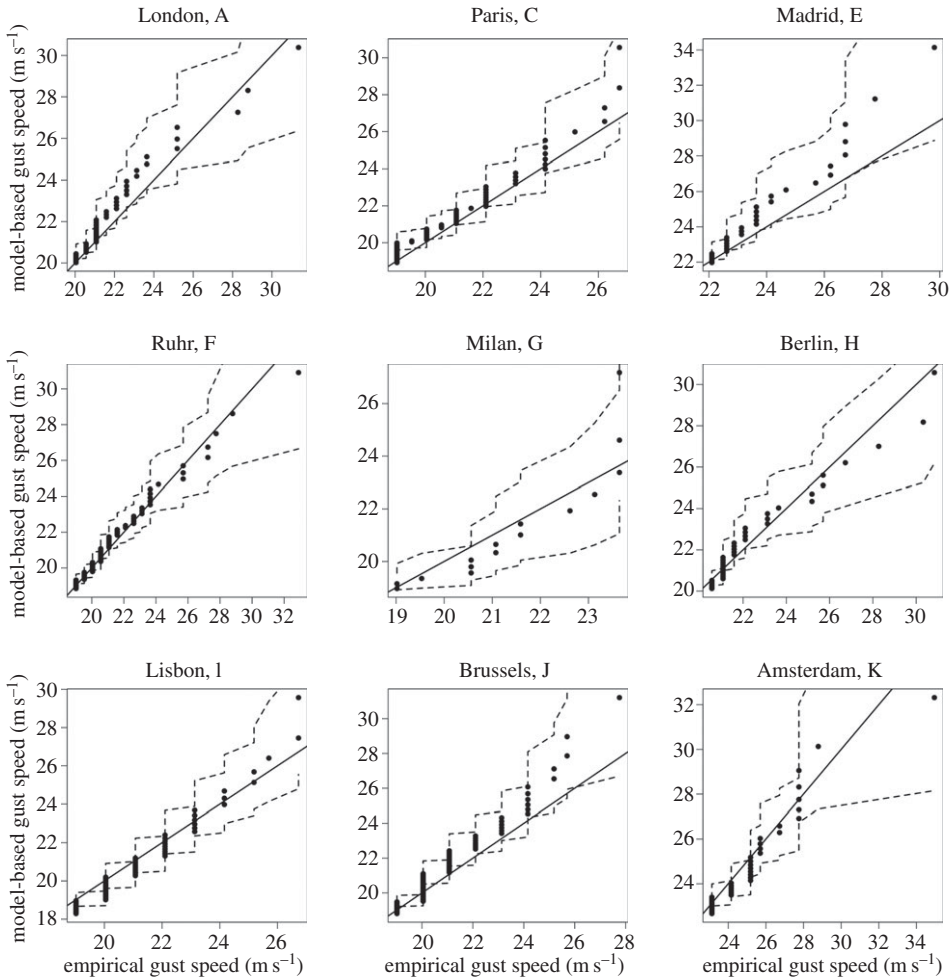 London, A
Paris, C
Madrid, E
model-based gust speed (m s⁻¹)
30
28
26
24
22
20
20 22 24 26 28 30
30
28
26
24
22
20
20 22 24 26
34
32
30
28
26
24
22
22 24 26 28 30
Ruhr, F
Milan, G
Berlin, H
model-based gust speed (m s⁻¹)
30
28
26
24
22
20
20 22 24 26 28 30 32
26
24
22
20
19 20 21 22 23
30
28
26
24
22
20
22 24 26 28 30
Lisbon, l
Brussels, J
Amsterdam, K
model-based gust speed (m s⁻¹)
30
28
26
24
22
20
18
20 22 24 26
empirical gust speed (m s⁻¹)
30
28
26
24
22
20
20 22 24 26 28
empirical gust speed (m s⁻¹)
32
30
28
26
24
24 26 28 30 32 34
empirical gust speed (m s⁻¹)